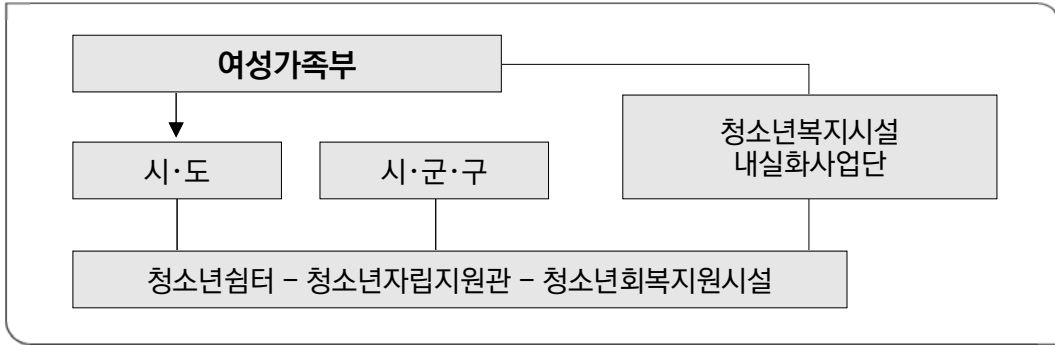 여성가족부
시·도
시·군·구
청소년복지시설
내실화사업단
청소년쉼터 – 청소년자립지원관 – 청소년회복지원시설